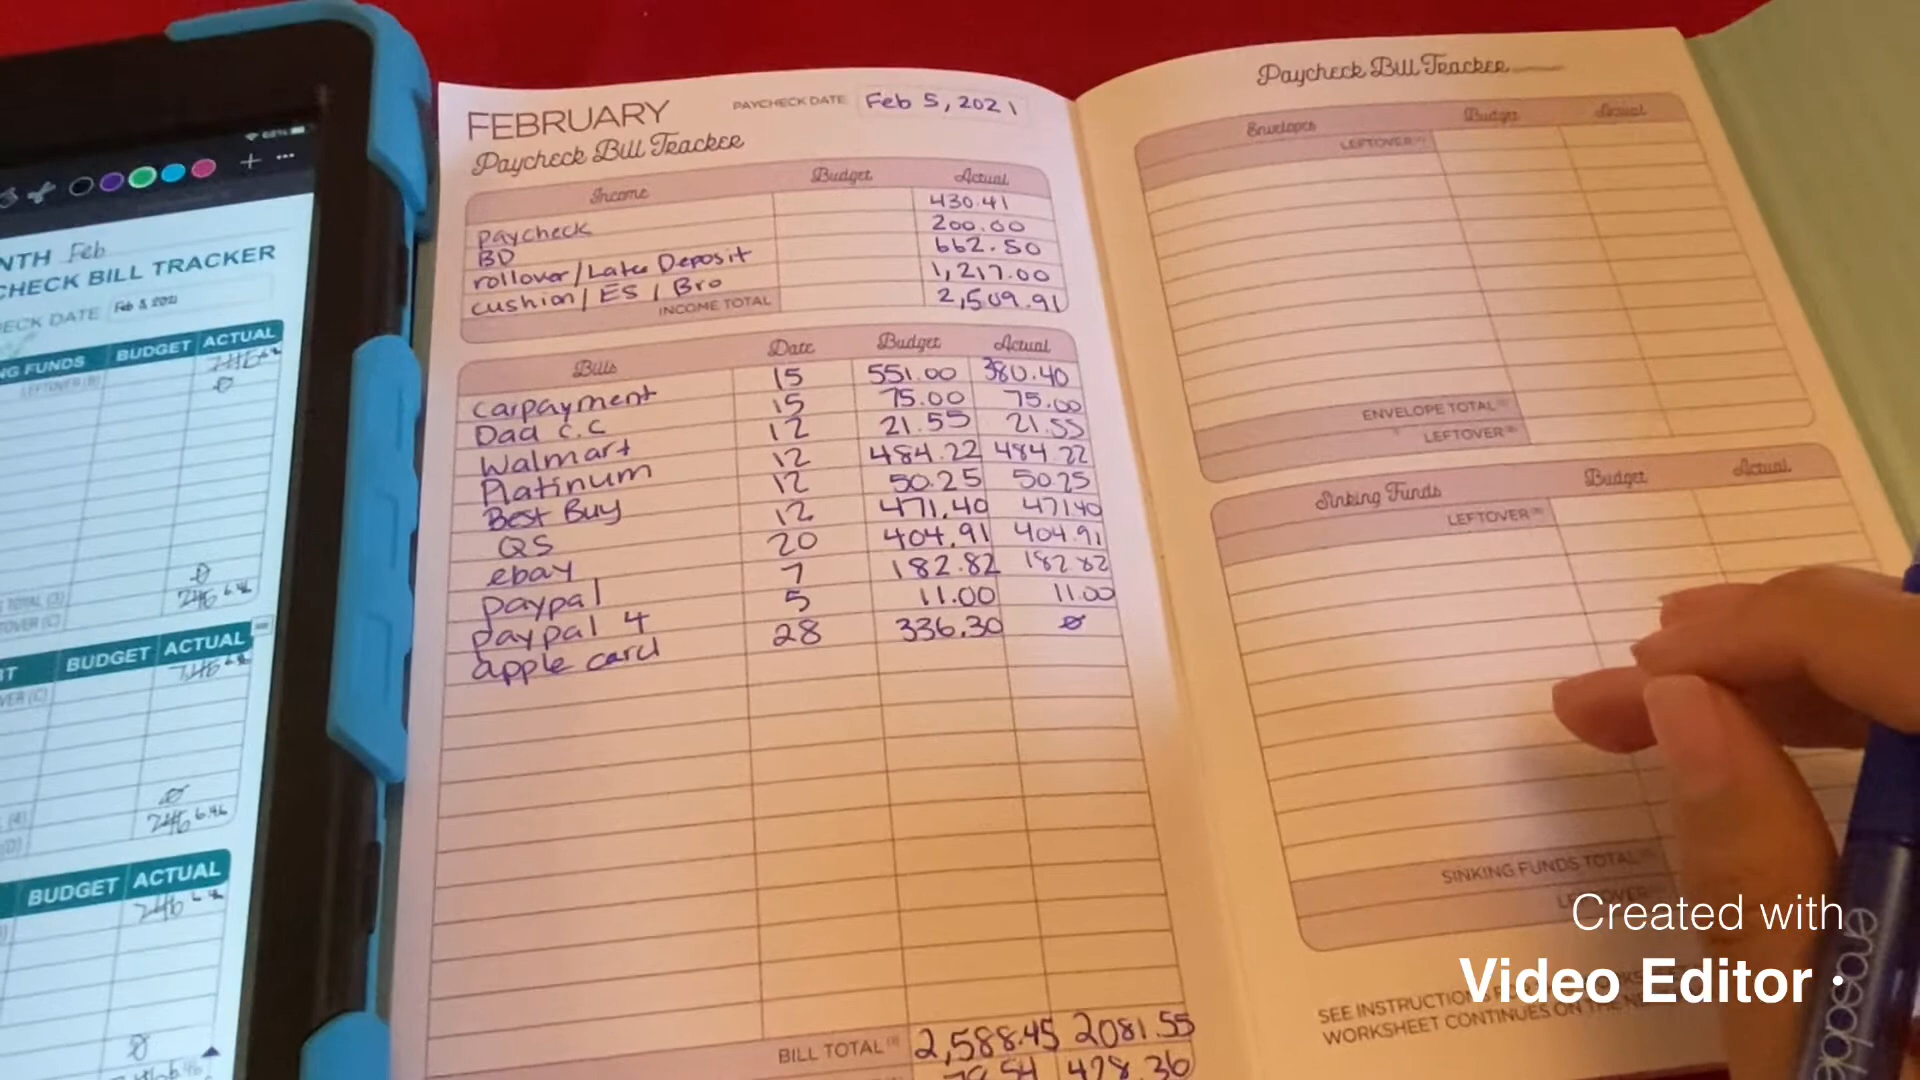 NTH Feb
CHECK BILL TRACKER
ECK DATE Feb 5, 2021
NG FUNDS BUDGET ACTUAL
LEFTOVER (B)
TOTAL (3)
TOVER (C)
BUDGET ACTUAL
VER (C)
(4)
(D)
BUDGET ACTUAL
FEBRUARY PAYCHECK DATE Feb 5, 2021
Paycheck Bill Tracker
Income Budget Actual
paycheck 430.41
BD 200.00
rollover/Late Deposit 662.50
cushion/ES/Bro 1,217.00
INCOME TOTAL 2,509.91
Bills Date Budget Actual
carpayment 15 551.00 380.40
Dad c.c 15 75.00 75.00
Walmart 12 21.55 21.55
Platinum 12 484.22 484.22
Best Buy 12 50.25 50.25
QS 12 471.40 471.40
ebay 20 404.91 404.91
paypal 7 182.82 182.82
paypal 4 5 11.00 11.00
apple card 28 336.30 0
BILL TOTAL 2,588.45 2081.55
428.36
Paycheck Bill Tracker
Envelopes Budget Actual
LEFTOVER
ENVELOPE TOTAL
LEFTOVER
Sinking Funds Budget Actual
LEFTOVER
SINKING FUNDS TOTAL
SEE INSTRUCTIONS
WORKSHEET CONTINUES ON THE
Created with
Video Editor